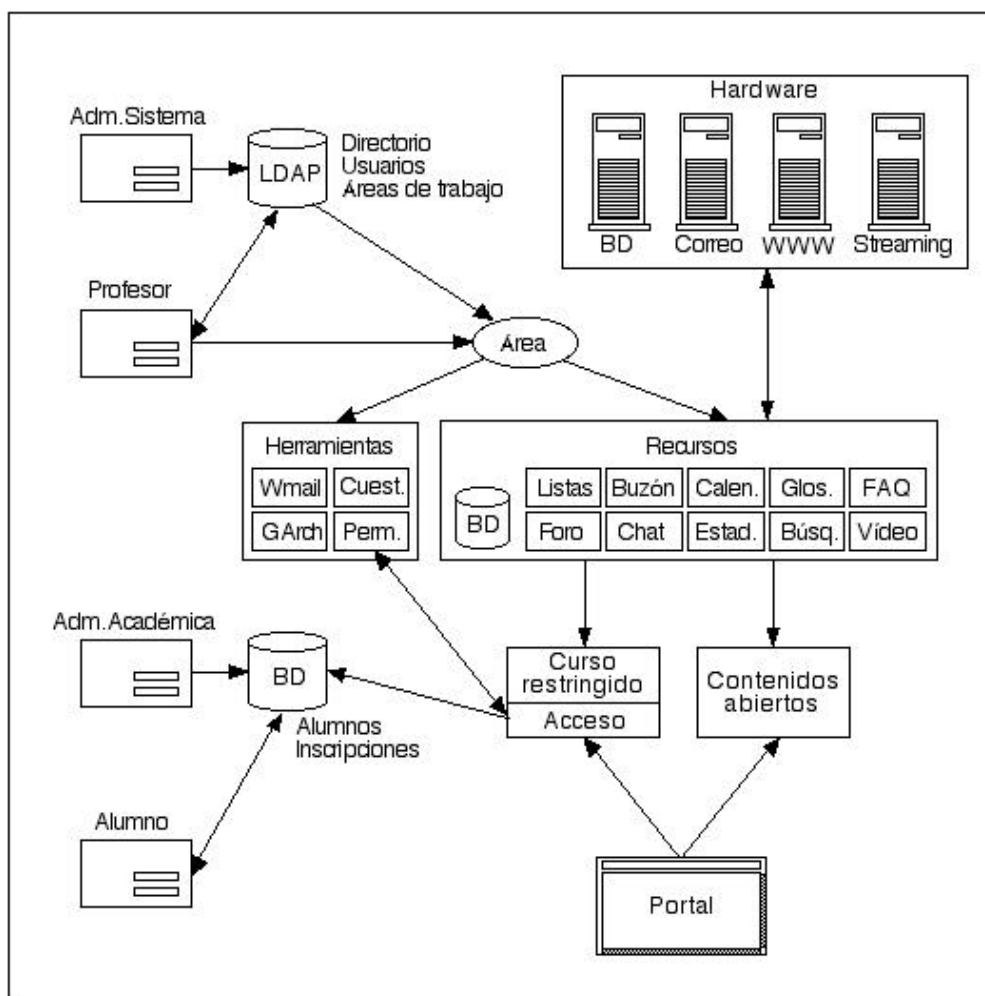 Hardware
Adm.Sistema
LDAP
Directorio
Usuarios
Áreas de trabajo
BD
Correo
WWW
Streaming
Profesor
Área
Herramientas
Wmail
Cuest.
GArch
Perm.
Recursos
BD
Listas
Buzón
Calen.
Glos.
FAQ
Foro
Chat
Estad.
Búsq.
Vídeo
Adm.Académica
BD
Alumnos
Inscripciones
Curso
restringido
Acceso
Contenidos
abiertos
Alumno
Portal